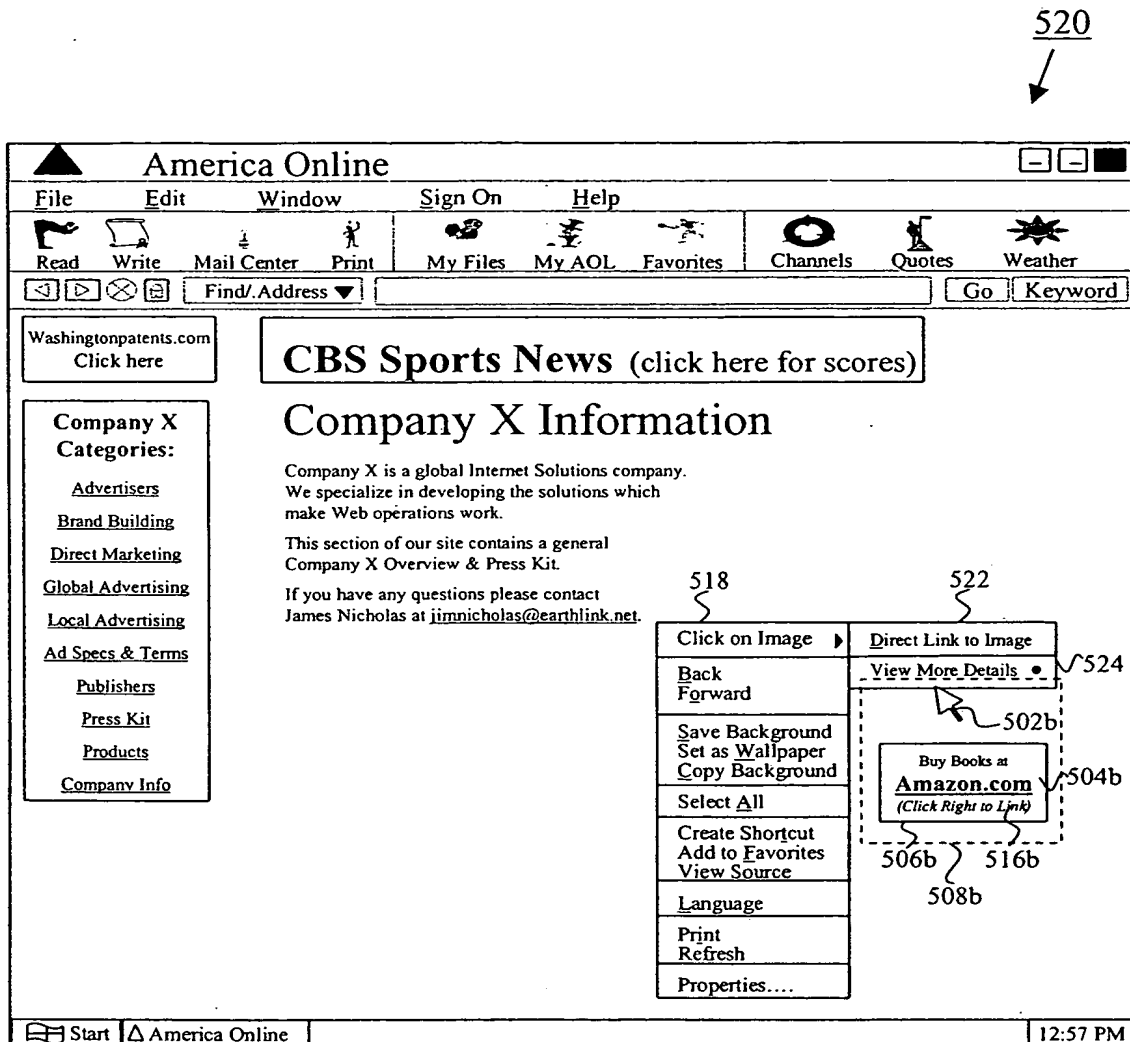 520
America Online
File Edit Window Sign On Help
Read Write Mail Center Print My Files My AOL Favorites Channels Quotes Weather
Find/.Address ▼ Go Keyword
Washingtonpatents.com
Click here
CBS Sports News (click here for scores)
Company X
Categories:
Advertisers
Brand Building
Direct Marketing
Global Advertising
Local Advertising
Ad Specs & Terms
Publishers
Press Kit
Products
Company Info
Company X Information
Company X is a global Internet Solutions company.
We specialize in developing the solutions which
make Web operations work.
This section of our site contains a general
Company X Overview & Press Kit.
If you have any questions please contact
James Nicholas at jimnicholas@earthlink.net.
518
522
Click on Image
Back
Forward
Save Background
Set as Wallpaper
Copy Background
Select All
Create Shortcut
Add to Favorites
View Source
Language
Print
Refresh
Properties....
Direct Link to Image
View More Details •
524
502b
Buy Books at
Amazon.com
(Click Right to Link)
504b
506b
516b
508b
Start America Online 12:57 PM